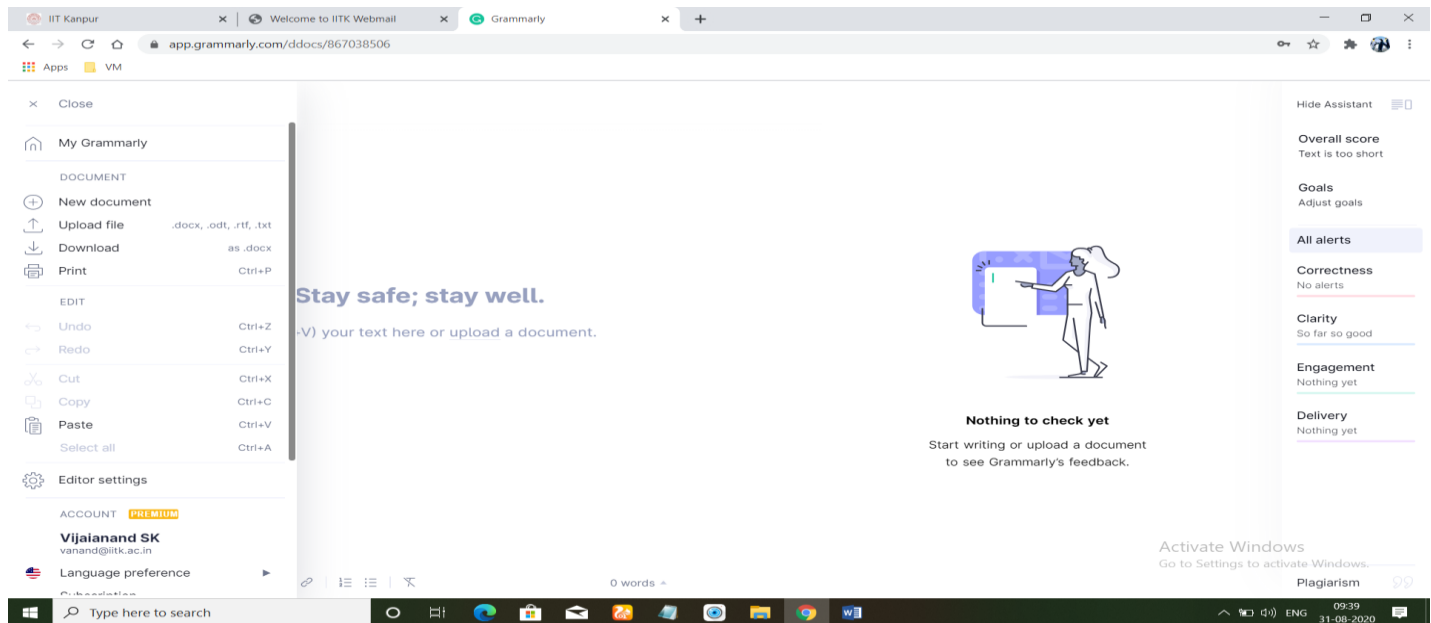 IIT Kanpur
Welcome to IITK Webmail
Grammarly
app.grammarly.com/ddocs/867038506
Apps
VM
Close
My Grammarly
DOCUMENT
New document
Upload file .docx, .odt, .rtf, .txt
Download as .docx
Print Ctrl+P
EDIT
Undo Ctrl+Z
Redo Ctrl+Y
Cut Ctrl+X
Copy Ctrl+C
Paste Ctrl+V
Select all Ctrl+A
Editor settings
ACCOUNT PREMIUM
Vijaianand SK
vanand@iitk.ac.in
Language preference
Stay safe; stay well.
-V) your text here or upload a document.
0 words
Nothing to check yet
Start writing or upload a document
to see Grammarly's feedback.
Hide Assistant
Overall score
Text is too short
Goals
Adjust goals
All alerts
Correctness
No alerts
Clarity
So far so good
Engagement
Nothing yet
Delivery
Nothing yet
Activate Windows
Go to Settings to activate Windows.
Plagiarism
Type here to search
ENG
09:39
31-08-2020